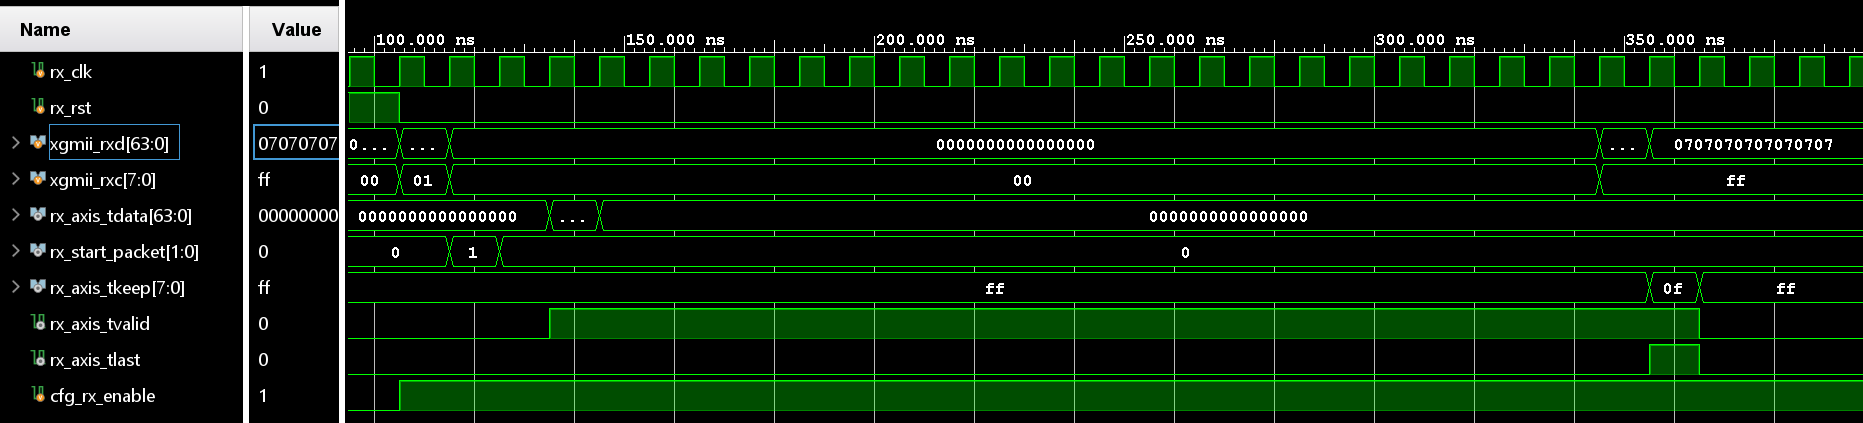 Name Value 100.000 ns 150.000 ns 200.000 ns 250.000 ns 300.000 ns 350.000 ns
rx_clk 1
rx_rst 0
xgmii_rxd[63:0] 07070707 0... ... 0000000000000000 ... 0707070707070707
xgmii_rxc[7:0] ff 00 01 00 ff
rx_axis_tdata[63:0] 00000000 0000000000000000 ... 0000000000000000
rx_start_packet[1:0] 0 0 1 0
rx_axis_tkeep[7:0] ff ff 0f ff
rx_axis_tvalid 0
rx_axis_tlast 0
cfg_rx_enable 1